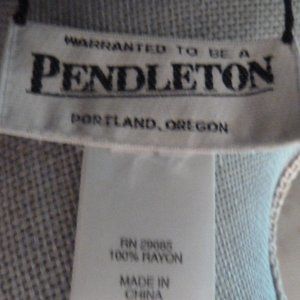 WARRANTED TO BE A
PENDLETON
PORTLAND, OREGON
RN 29685
100% RAYON
MADE IN
CHINA